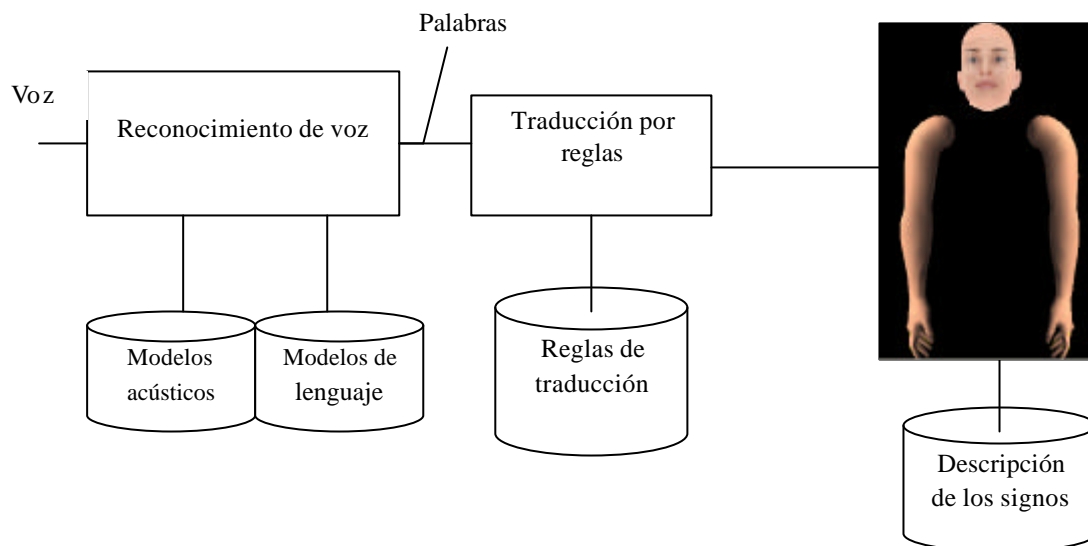 Palabras
Voz
Reconocimiento de voz
Traducción por
reglas
Modelos
acústicos
Modelos de
lenguaje
Reglas de
traducción
Descripción
de los signos